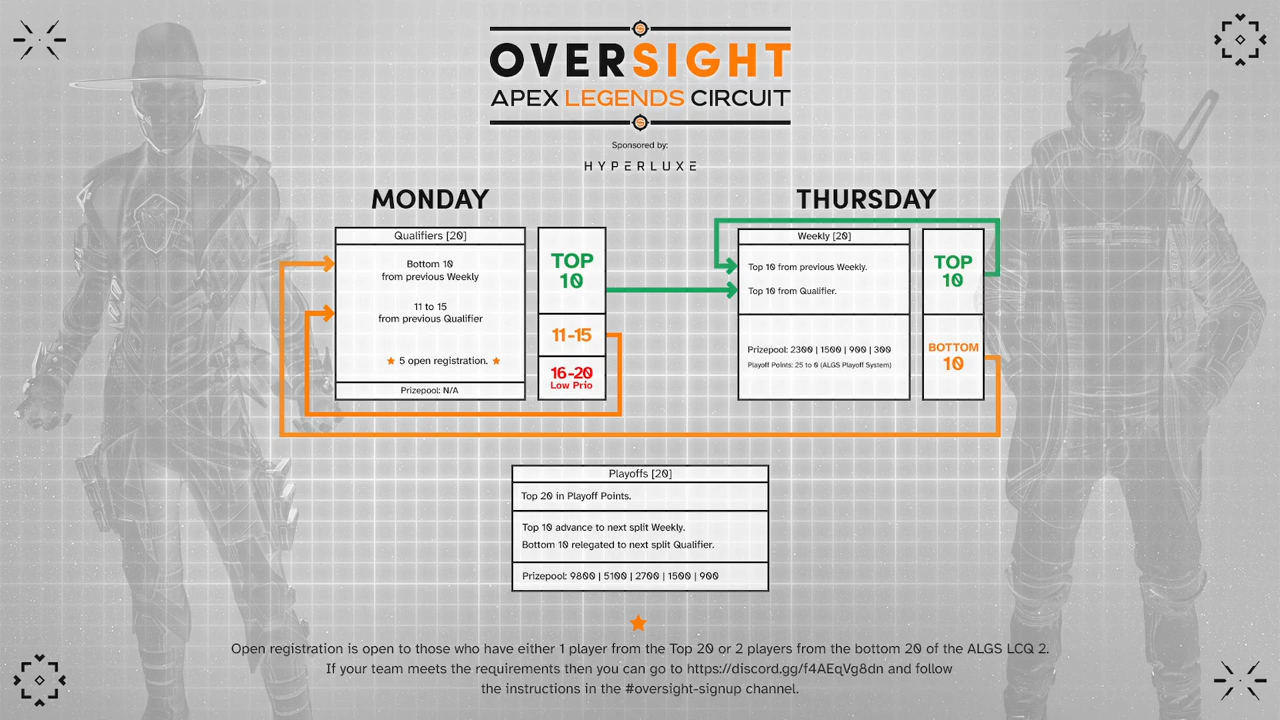 OVERSIGHT
APEX LEGENDS CIRCUIT
Sponsored by:
HYPERLUXE
MONDAY
Qualifiers [20]
Bottom 10
from previous Weekly
11 to 15
from previous Qualifier
5 open registration.
Prizepool: N/A
TOP
10
11-15
16-20
Low Prio
THURSDAY
Weekly [20]
Top 10 from previous Weekly.
Top 10 from Qualifier.
Prizepool: 2300 | 1500 | 900 | 300
Playoff Points: 25 to 0 (ALGS Playoff System)
TOP
10
BOTTOM
10
Playoffs [20]
Top 20 in Playoff Points.
Top 10 advance to next split Weekly.
Bottom 10 relegated to next split Qualifier.
Prizepool: 9800 | 5100 | 2700 | 1500 | 900
Open registration is open to those who have either 1 player from the Top 20 or 2 players from the bottom 20 of the ALGS LCQ 2.
If your team meets the requirements then you can go to https://discord.gg/f4AEqVg8dn and follow
the instructions in the #oversight-signup channel.